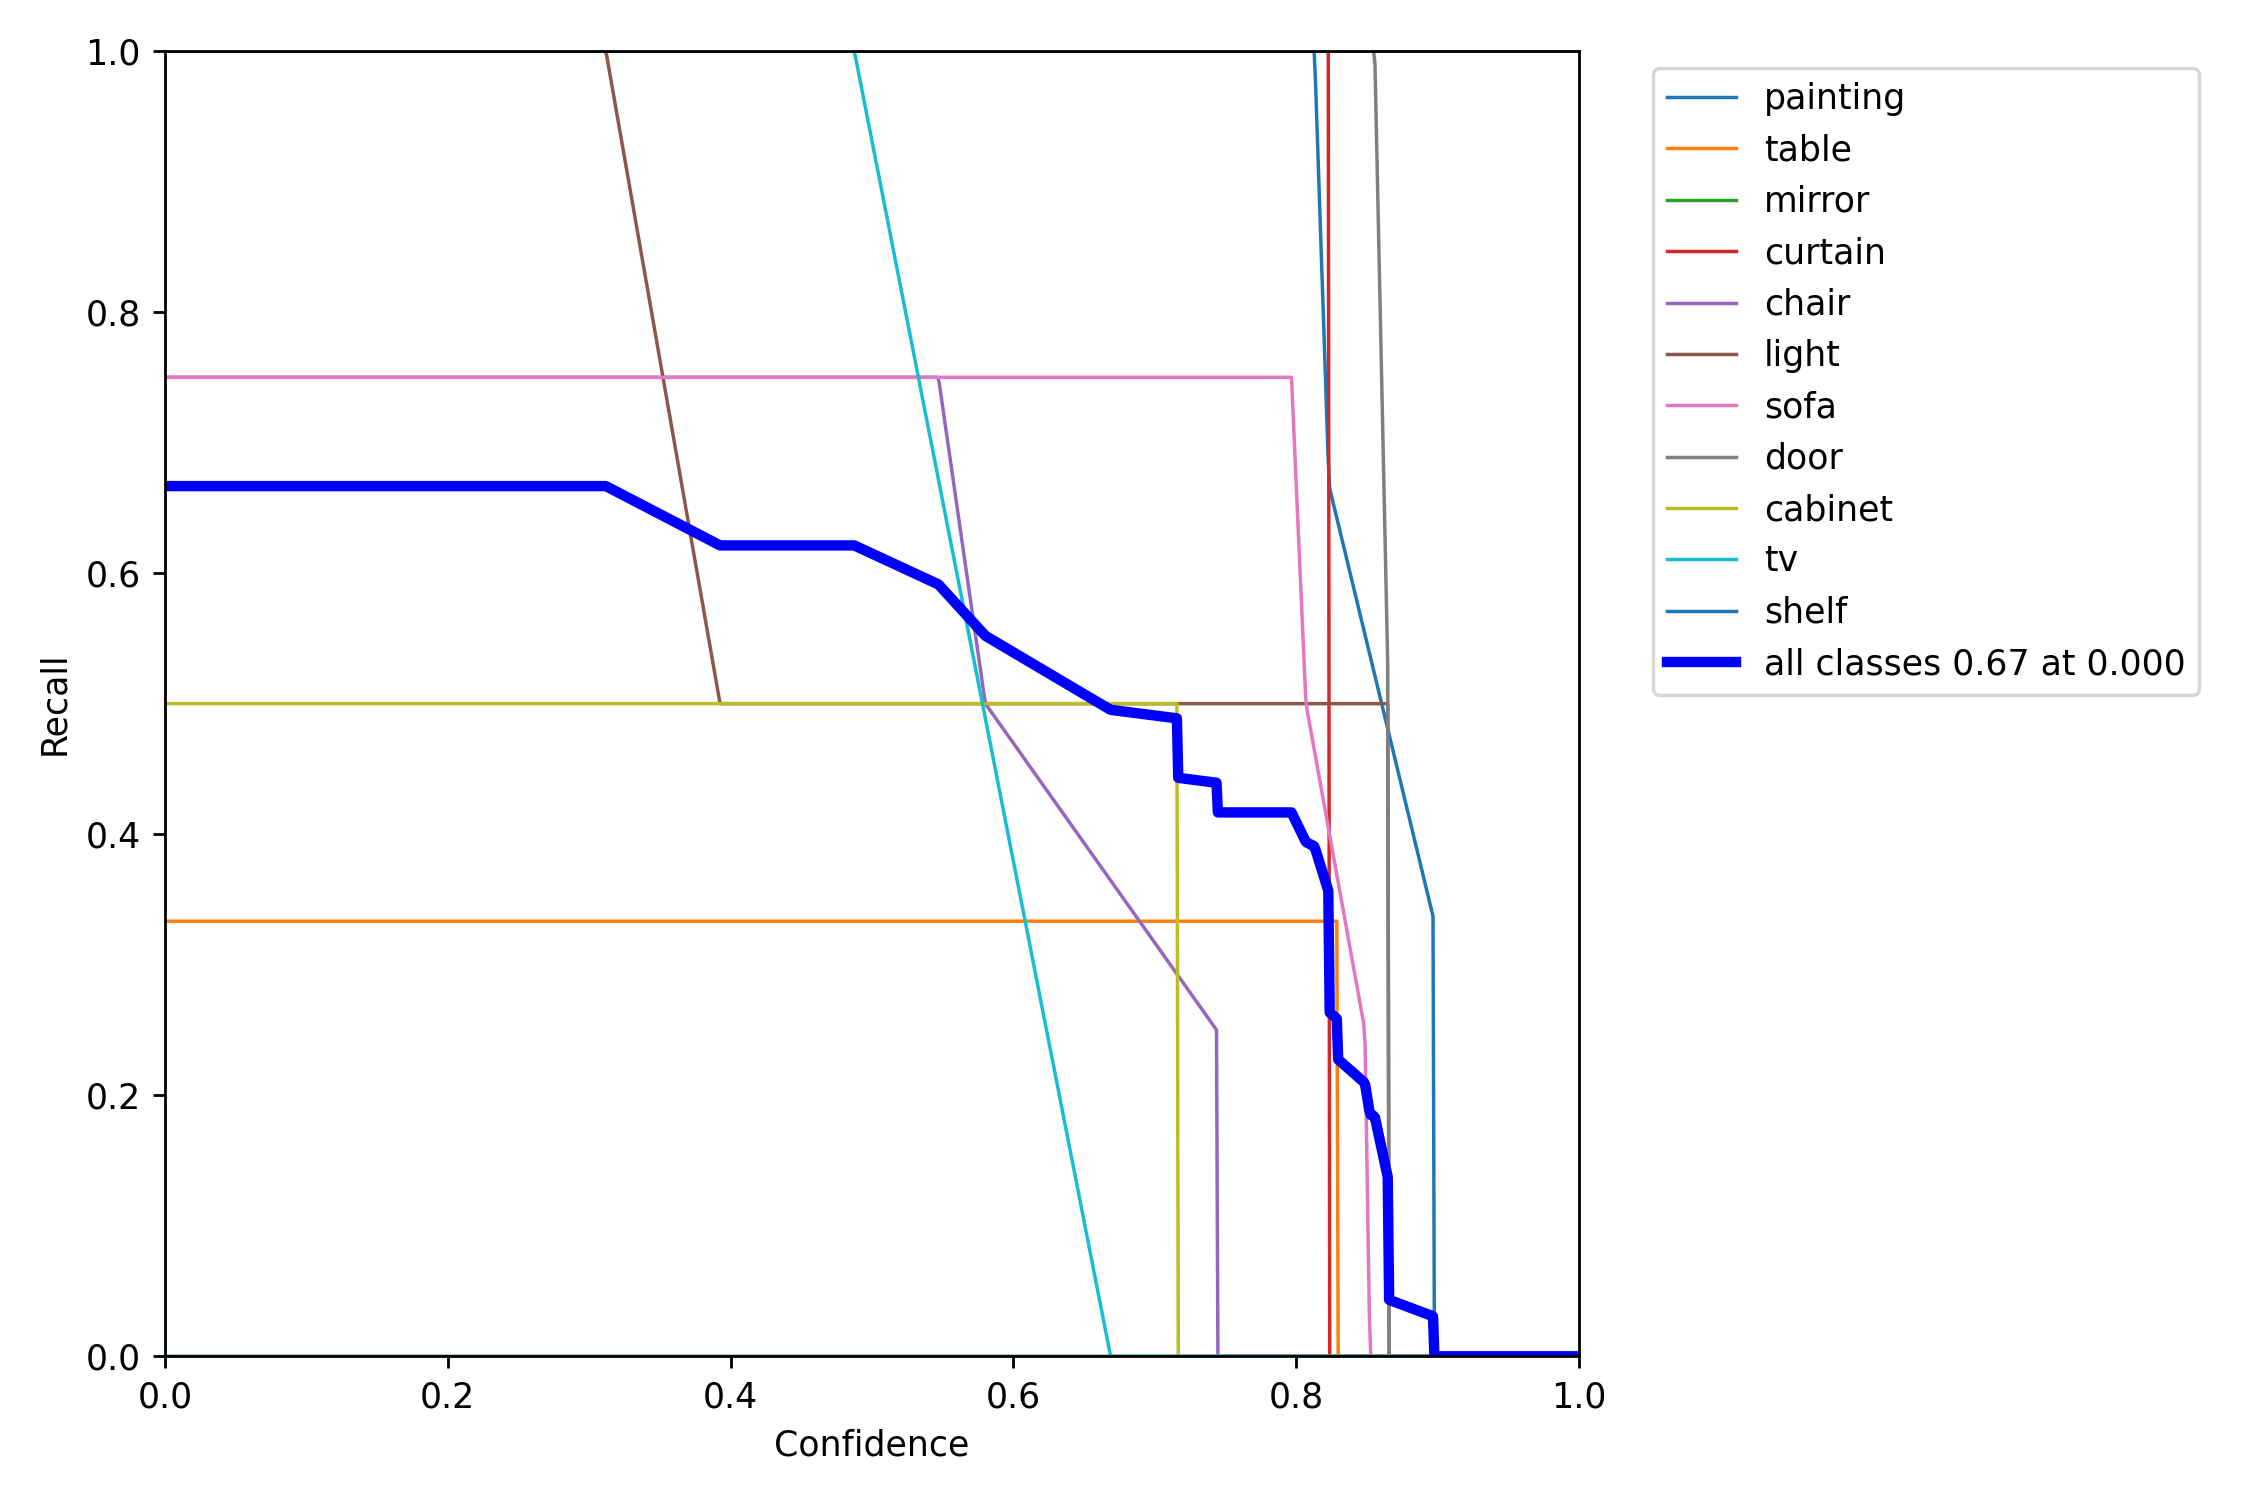 1.0
0.8
0.6
0.4
0.2
0.0
Recall
0.0 0.2 0.4 0.6 0.8 1.0
Confidence
painting
table
mirror
curtain
chair
light
sofa
door
cabinet
tv
shelf
all classes 0.67 at 0.000